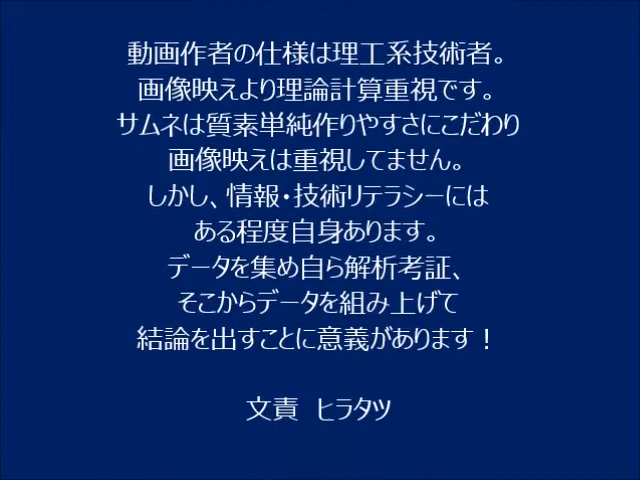 動画作者の仕様は理工系技術者。
画像映えより理論計算重視です。
サムネは質素単純作りやすさにこだわり
画像映えは重視してません。
しかし、情報・技術リテラシーには
ある程度自身あります。
データを集め自ら解析考証、
そこからデータを組み上げて
結論を出すことに意義があります！
文責　ヒラタツ